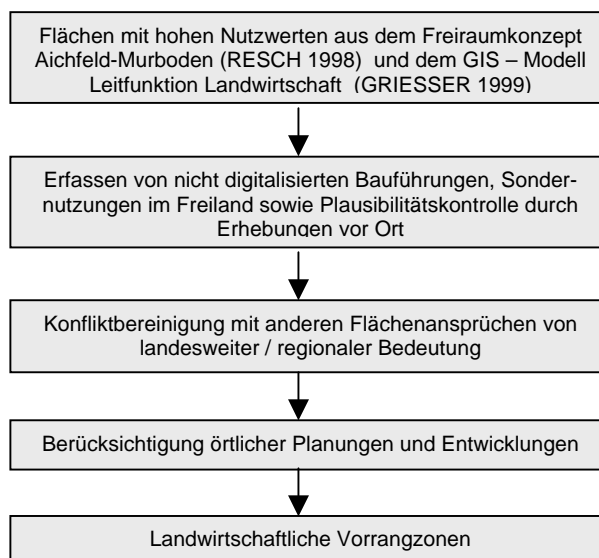 Flächen mit hohen Nutzwerten aus dem Freiraumkonzept
Aichfeld-Murboden (RESCH 1998) und dem GIS – Modell
Leitfunktion Landwirtschaft (GRIESSER 1999)
Erfassen von nicht digitalisierten Bauführungen, Sonder-
nutzungen im Freiland sowie Plausibilitätskontrolle durch
Erhebungen vor Ort
Konfliktbereinigung mit anderen Flächenansprüchen von
landesweiter / regionaler Bedeutung
Berücksichtigung örtlicher Planungen und Entwicklungen
Landwirtschaftliche Vorrangzonen